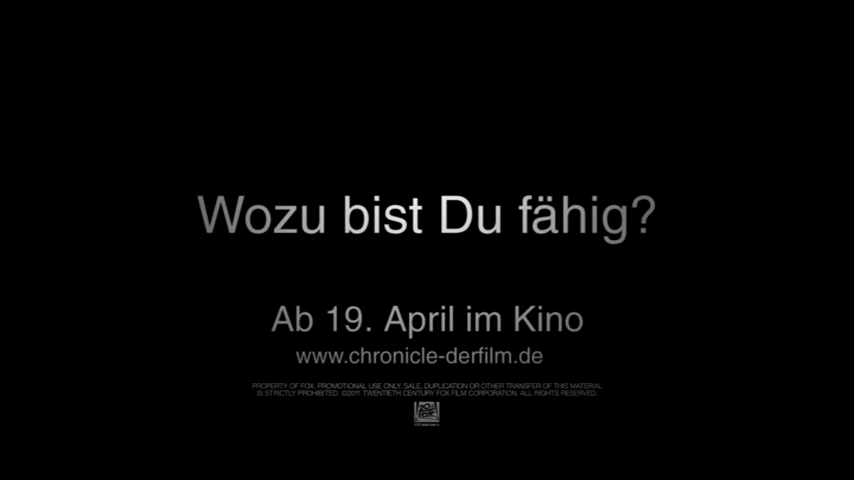 Wozu bist Du fähig?
Ab 19. April im Kino
www.chronicle-derfilm.de
PROPERTY OF FOX. PROMOTIONAL USE ONLY. SALE, DUPLICATION OR OTHER TRANSFER OF THIS MATERIAL
IS STRICTLY PROHIBITED. ©2011 TWENTIETH CENTURY FOX FILM CORPORATION. ALL RIGHTS RESERVED.